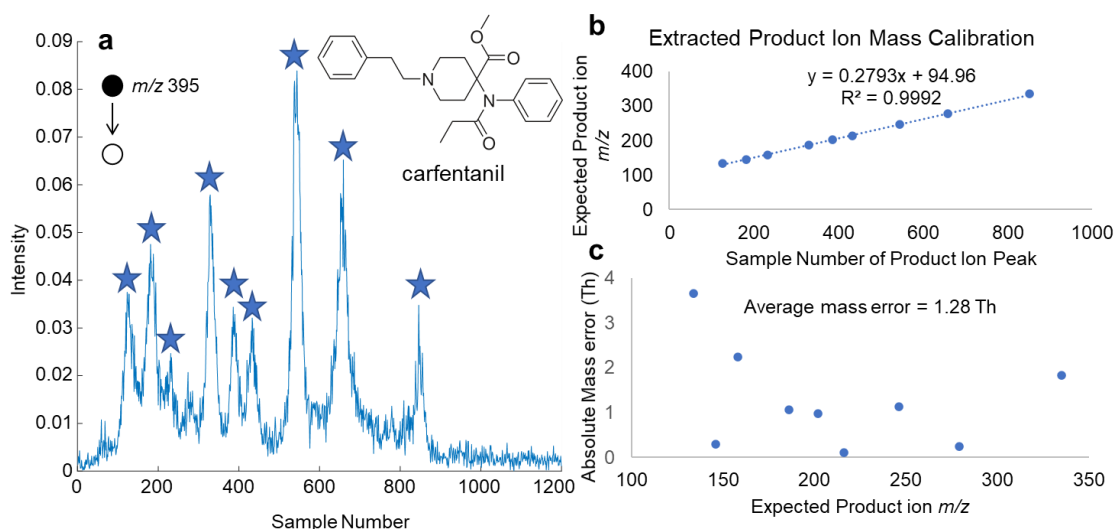 a
m/z 395
O
O
N
N
O
carfentanil
0.09
0.08
0.07
0.06
0.05
0.04
0.03
0.02
0.01
0
Intensity
0 200 400 600 800 1000 1200
Sample Number
b
Extracted Product Ion Mass Calibration
y = 0.2793x + 94.96
R² = 0.9992
400
300
200
100
0
Expected Product ion
m/z
0 200 400 600 800 1000
Sample Number of Product Ion Peak
c
Average mass error = 1.28 Th
4
3
2
1
0
Absolute Mass error (Th)
100 150 200 250 300 350
Expected Product ion m/z